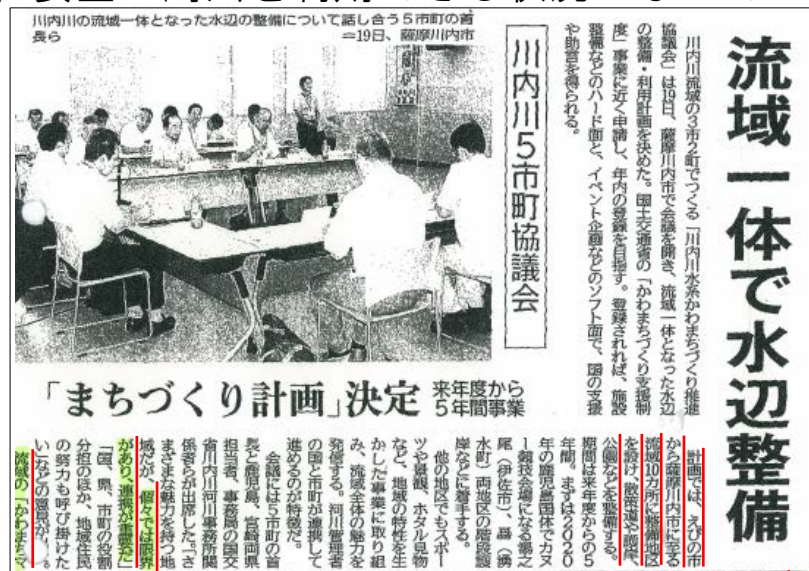 川内川の流域一体となった水辺の整備について話し合う5市町の首
長ら
=19日、薩摩川内市
流域一体で水辺整備
川内川5市町協議会
「まちづくり計画」決定
来年度から
5年間事業
川内川流域の3市2町でつくる「川内川水系かわまちづくり推進
協議会」は19日、薩摩川内市で会議を開き、流域一体となった水辺
の整備・利用計画を決めた。国土交通省の「かわまちづくり支援制
度」事業に近く申請し、年内の登録を目指す。登録されれば、施設
整備などのハード面と、イベント企画などのソフト面で、国の支援
や助言を得られる。
計画では、えびの市
から薩摩川内市に至る
流域10カ所に整備地区
を設け、散策道や護岸、
公園などを整備する。
期間は来年度からの5
年間。まずは2020
年の鹿児島国体でカヌ
ー競技会場になる湯之
尾(伊佐市)、
水町)両地区の階段護
岸などに着手する。
他の地区でもスポー
ツや景観、ホタル見物
など、地域の特性を生
かした事業に取り組
み、流域全体の魅力を
発信する。河川管理者
の国と市町が連携して
進めるのが特徴だ。
会議には5市町の首
長と鹿児島、宮崎両県
担当者、事務局の国交
省川内川河川事務所関
係者らが出席した。「さ
まざまな魅力を持つ地
域だが、個々では限界
があり、連携が重要だ」
「国、県、市町の役割
分担のほか、地域住民
の努力も呼び掛けた
い」などの意見が
流域の「かわまち